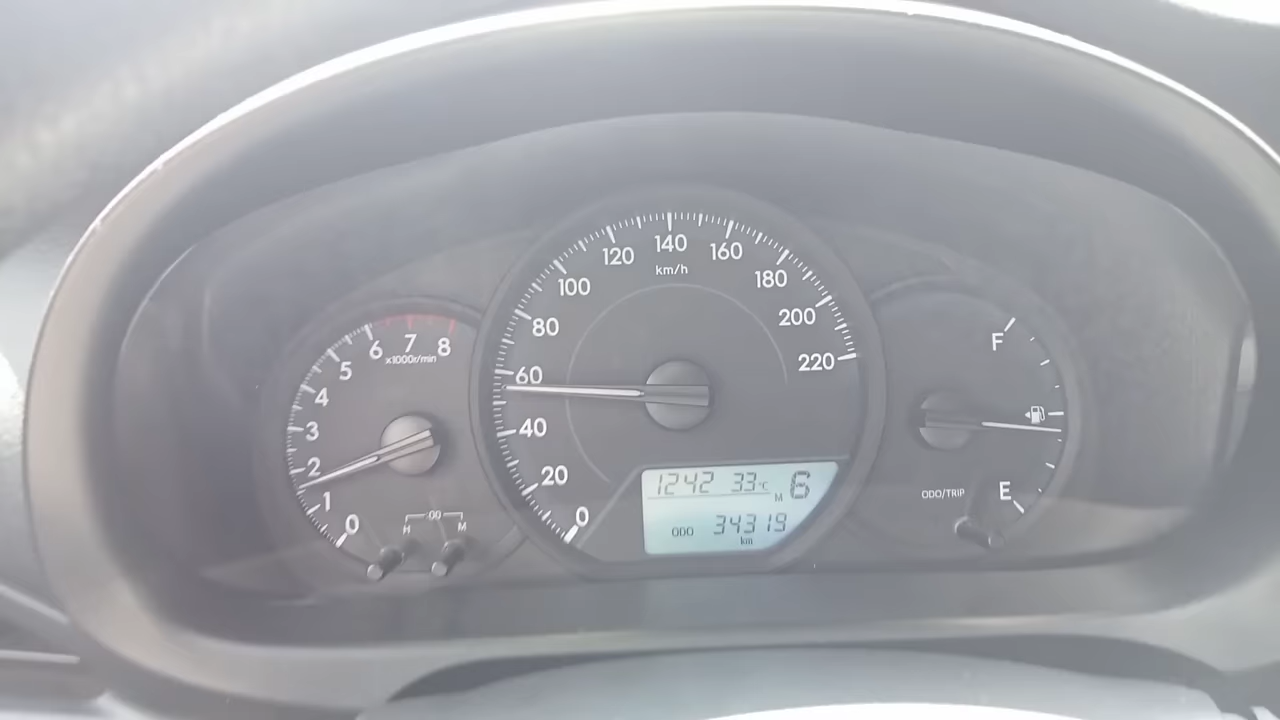 0 1 2 3 4 5 6 7 8
x1000r/min
H 00 M
0 20 40 60 80 100 120 140 160 180 200 220
km/h
1242 33°C M 6
ODO 34319
km
F
E
ODO/TRIP